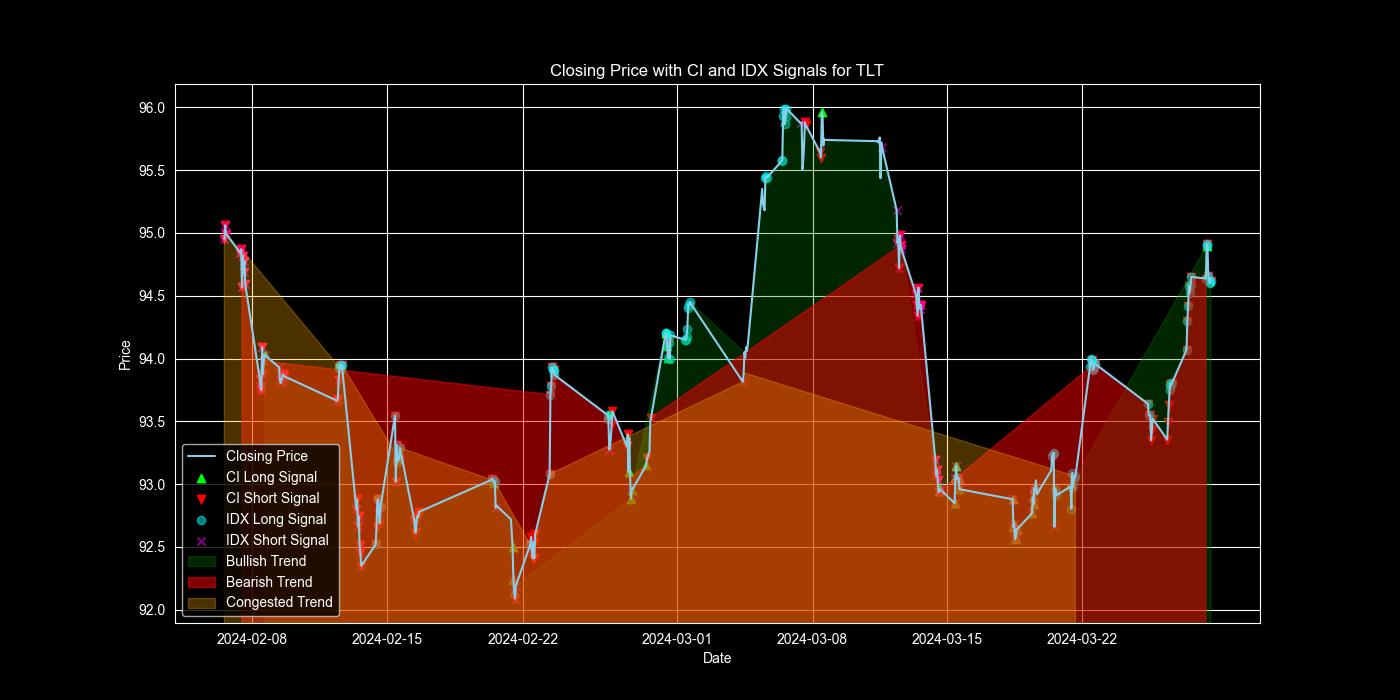 Closing Price with CI and IDX Signals for TLT
96.0
95.5
95.0
94.5
94.0
93.5
93.0
92.5
92.0
Price
Closing Price
CI Long Signal
CI Short Signal
IDX Long Signal
IDX Short Signal
Bullish Trend
Bearish Trend
Congested Trend
2024-02-08 2024-02-15 2024-02-22 2024-03-01 2024-03-08 2024-03-15 2024-03-22
Date